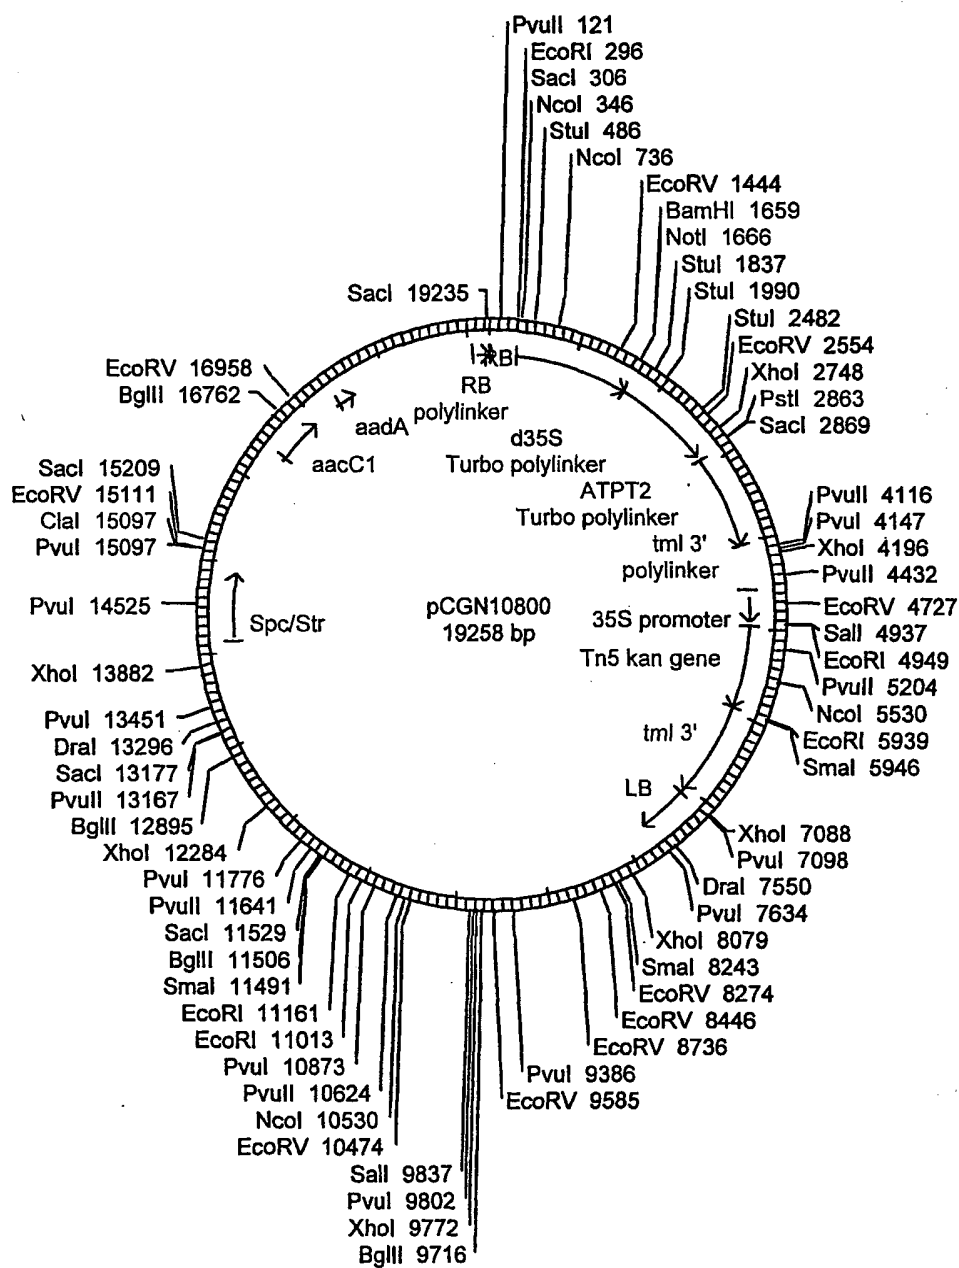 PvuII 121
EcoRI 296
SacI 306
NcoI 346
StuI 486
NcoI 736
EcoRV 1444
BamHI 1659
NotI 1666
StuI 1837
StuI 1990
StuI 2482
EcoRV 2554
XhoI 2748
PstI 2863
SacI 2869
PvuII 4116
PvuI 4147
XhoI 4196
PvuII 4432
EcoRV 4727
SalI 4937
EcoRI 4949
PvuII 5204
NcoI 5530
EcoRI 5939
SmaI 5946
XhoI 7088
PvuI 7098
DraI 7550
PvuI 7634
XhoI 8079
SmaI 8243
EcoRV 8274
EcoRV 8446
EcoRV 8736
PvuI 9386
EcoRV 9585
BglII 9716
XhoI 9772
PvuI 9802
SalI 9837
EcoRV 10474
NcoI 10530
PvuII 10624
PvuI 10873
EcoRI 11013
EcoRI 11161
SmaI 11491
BglII 11506
SacI 11529
PvuII 11641
PvuI 11776
XhoI 12284
BglII 12895
PvuII 13167
SacI 13177
DraI 13296
PvuI 13451
XhoI 13882
PvuI 14525
PvuI 15097
ClaI 15097
EcoRV 15111
SacI 15209
BglII 16762
EcoRV 16958
SacI 19235
RB
RB
polylinker
d35S
Turbo polylinker
ATPT2
Turbo polylinker
tml 3'
polylinker
35S promoter
Tn5 kan gene
tml 3'
LB
Spc/Str
aacC1
aadA
pCGN10800
19258 bp